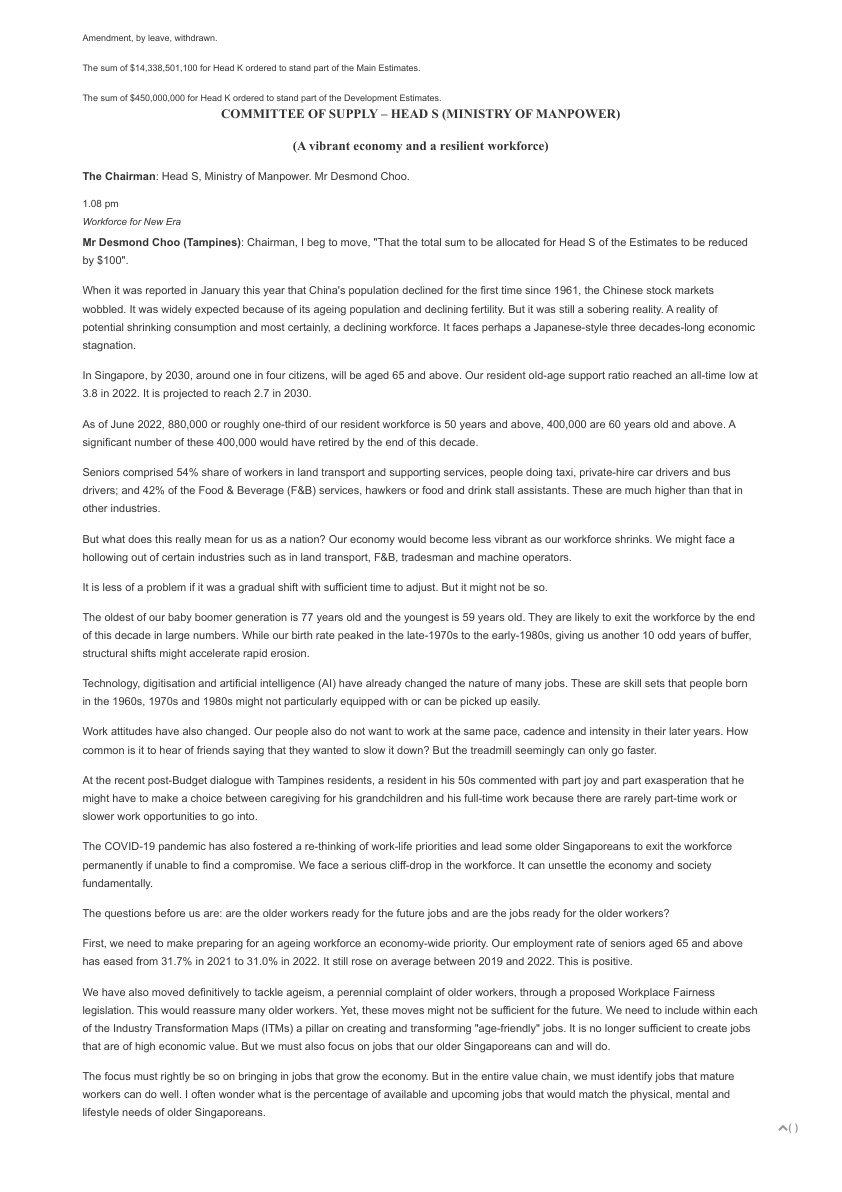 Amendment, by leave, withdrawn.
The sum of $14,338,501,100 for Head K ordered to stand part of the Main Estimates.
The sum of $450,000,000 for Head K ordered to stand part of the Development Estimates.
COMMITTEE OF SUPPLY – HEAD S (MINISTRY OF MANPOWER)
(A vibrant economy and a resilient workforce)
The Chairman: Head S, Ministry of Manpower. Mr Desmond Choo.
1.08 pm
Workforce for New Era
Mr Desmond Choo (Tampines): Chairman, I beg to move, "That the total sum to be allocated for Head S of the Estimates to be reduced
by $100".
When it was reported in January this year that China's population declined for the first time since 1961, the Chinese stock markets
wobbled. It was widely expected because of its ageing population and declining fertility. But it was still a sobering reality. A reality of
potential shrinking consumption and most certainly, a declining workforce. It faces perhaps a Japanese-style three decades-long economic
stagnation.
In Singapore, by 2030, around one in four citizens, will be aged 65 and above. Our resident old-age support ratio reached an all-time low at
3.8 in 2022. It is projected to reach 2.7 in 2030.
As of June 2022, 880,000 or roughly one-third of our resident workforce is 50 years and above, 400,000 are 60 years old and above. A
significant number of these 400,000 would have retired by the end of this decade.
Seniors comprised 54% share of workers in land transport and supporting services, people doing taxi, private-hire car drivers and bus
drivers; and 42% of the Food & Beverage (F&B) services, hawkers or food and drink stall assistants. These are much higher than that in
other industries.
But what does this really mean for us as a nation? Our economy would become less vibrant as our workforce shrinks. We might face a
hollowing out of certain industries such as in land transport, F&B, tradesman and machine operators.
It is less of a problem if it was a gradual shift with sufficient time to adjust. But it might not be so.
The oldest of our baby boomer generation is 77 years old and the youngest is 59 years old. They are likely to exit the workforce by the end
of this decade in large numbers. While our birth rate peaked in the late-1970s to the early-1980s, giving us another 10 odd years of buffer,
structural shifts might accelerate rapid erosion.
Technology, digitisation and artificial intelligence (AI) have already changed the nature of many jobs. These are skill sets that people born
in the 1960s, 1970s and 1980s might not particularly equipped with or can be picked up easily.
Work attitudes have also changed. Our people also do not want to work at the same pace, cadence and intensity in their later years. How
common is it to hear of friends saying that they wanted to slow it down? But the treadmill seemingly can only go faster.
At the recent post-Budget dialogue with Tampines residents, a resident in his 50s commented with part joy and part exasperation that he
might have to make a choice between caregiving for his grandchildren and his full-time work because there are rarely part-time work or
slower work opportunities to go into.
The COVID-19 pandemic has also fostered a re-thinking of work-life priorities and lead some older Singaporeans to exit the workforce
permanently if unable to find a compromise. We face a serious cliff-drop in the workforce. It can unsettle the economy and society
fundamentally.
The questions before us are: are the older workers ready for the future jobs and are the jobs ready for the older workers?
First, we need to make preparing for an ageing workforce an economy-wide priority. Our employment rate of seniors aged 65 and above
has eased from 31.7% in 2021 to 31.0% in 2022. It still rose on average between 2019 and 2022. This is positive.
We have also moved definitively to tackle ageism, a perennial complaint of older workers, through a proposed Workplace Fairness
legislation. This would reassure many older workers. Yet, these moves might not be sufficient for the future. We need to include within each
of the Industry Transformation Maps (ITMs) a pillar on creating and transforming "age-friendly" jobs. It is no longer sufficient to create jobs
that are of high economic value. But we must also focus on jobs that our older Singaporeans can and will do.
The focus must rightly be so on bringing in jobs that grow the economy. But in the entire value chain, we must identify jobs that mature
workers can do well. I often wonder what is the percentage of available and upcoming jobs that would match the physical, mental and
lifestyle needs of older Singaporeans.
( )